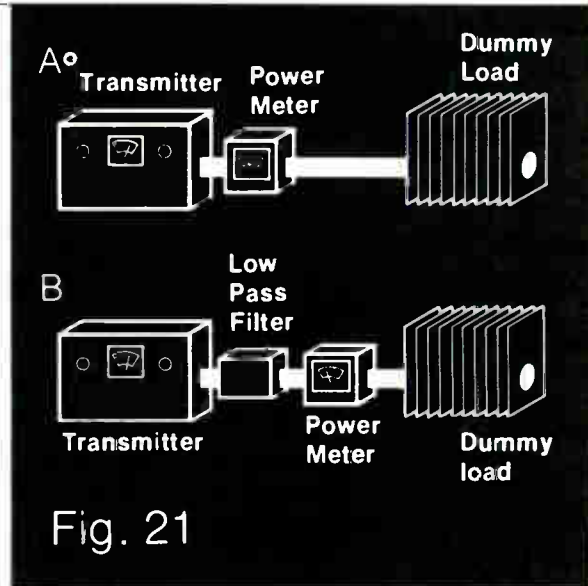 A
Transmitter
Power
Meter
Dummy
Load
B
Low
Pass
Filter
Transmitter
Power
Meter
Dummy
load
Fig. 21